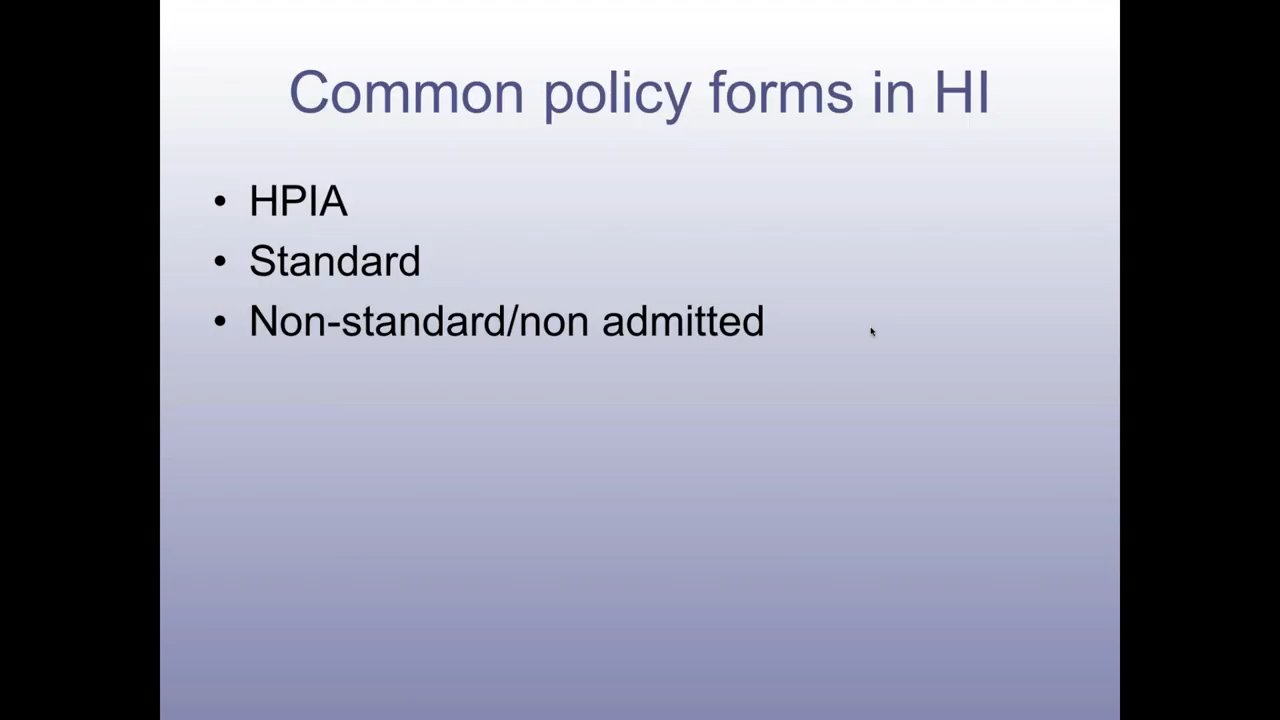 Common policy forms in HI
• HPIA
• Standard
• Non-standard/non admitted